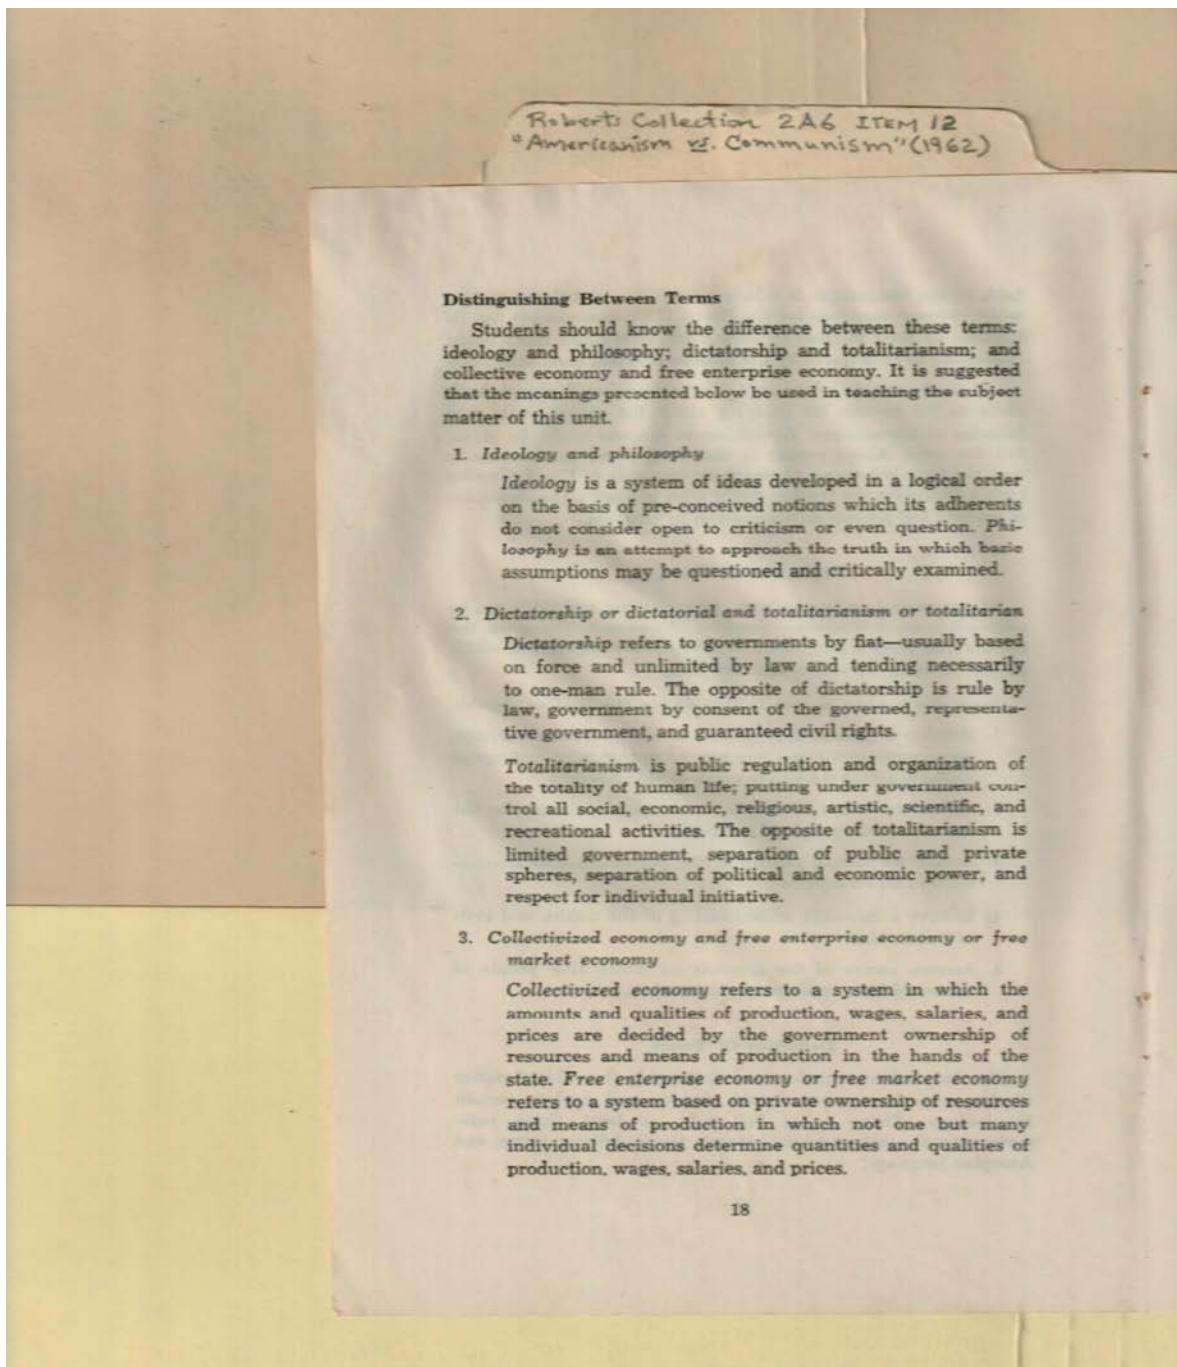 Roberts Collection 2A6 ITEM 12
"Americanism vs. Communism" (1962)
Distinguishing Between Terms
Students should know the difference between these terms:
ideology and philosophy; dictatorship and totalitarianism; and
collective economy and free enterprise economy. It is suggested
that the meanings presented below be used in teaching the subject
matter of this unit.
1. Ideology and philosophy
Ideology is a system of ideas developed in a logical order
on the basis of pre-conceived notions which its adherents
do not consider open to criticism or even question. Phi-
losophy is an attempt to approach the truth in which basic
assumptions may be questioned and critically examined.
2. Dictatorship or dictatorial and totalitarianism or totalitarian
Dictatorship refers to governments by fiat—usually based
on force and unlimited by law and tending necessarily
to one-man rule. The opposite of dictatorship is rule by
law, government by consent of the governed, representa-
tive government, and guaranteed civil rights.
Totalitarianism is public regulation and organization of
the totality of human life; putting under government con-
trol all social, economic, religious, artistic, scientific, and
recreational activities. The opposite of totalitarianism is
limited government, separation of public and private
spheres, separation of political and economic power, and
respect for individual initiative.
3. Collectivized economy and free enterprise economy or free
market economy
Collectivized economy refers to a system in which the
amounts and qualities of production, wages, salaries, and
prices are decided by the government ownership of
resources and means of production in the hands of the
state. Free enterprise economy or free market economy
refers to a system based on private ownership of resources
and means of production in which not one but many
individual decisions determine quantities and qualities of
production, wages, salaries, and prices.
18